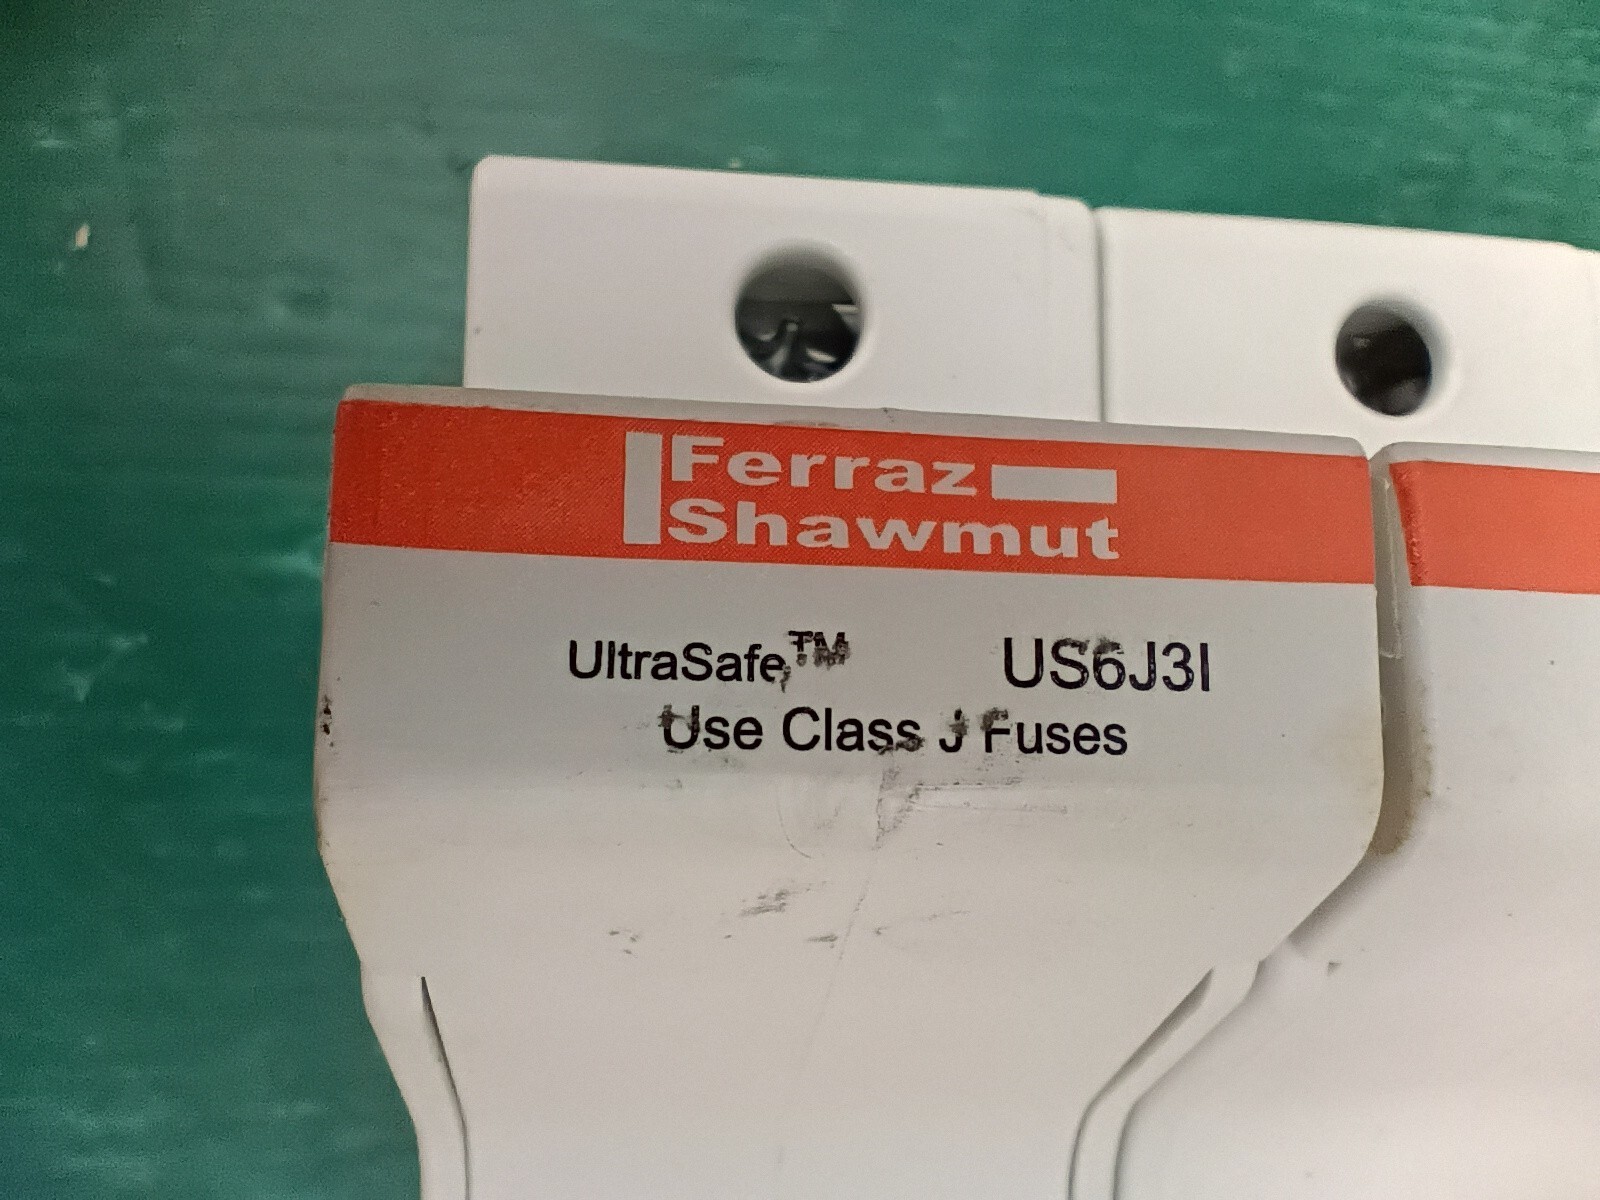 Ferraz
Shawmut
UltraSafe™ US6J3I
Use Class J Fuses